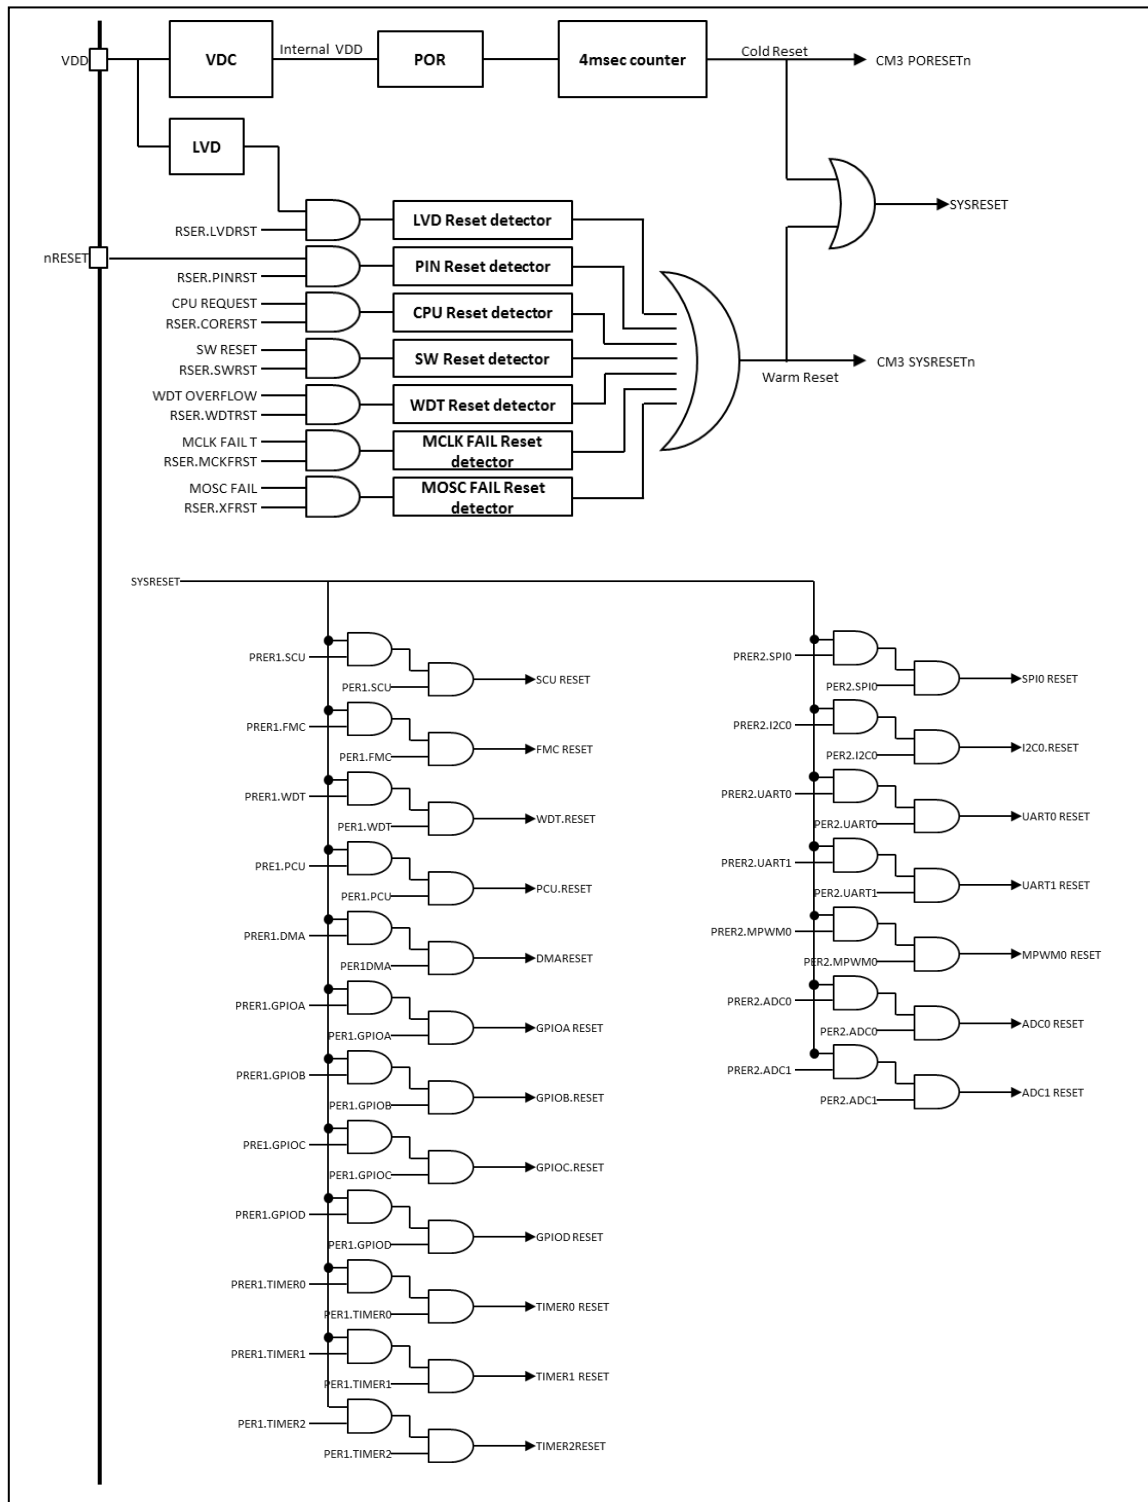 VDD
VDC
Internal VDD
POR
4msec counter
Cold Reset
CM3 PORESETn
LVD
SYSRESET
RSER.LVDRST
LVD Reset detector
nRESET
RSER.PINRST
PIN Reset detector
CPU REQUEST
RSER.CORERST
CPU Reset detector
SW RESET
RSER.SWRST
SW Reset detector
CM3 SYSRESETn
Warm Reset
WDT OVERFLOW
RSER.WDTRST
WDT Reset detector
MCLK FAIL T
RSER.MCKFRST
MCLK FAIL Reset
detector
MOSC FAIL
RSER.XFRST
MOSC FAIL Reset
detector
SYSRESET
PRER1.SCU
PER1.SCU
SCU RESET
PRER1.FMC
PER1.FMC
FMC RESET
PRER1.WDT
PER1.WDT
WDT.RESET
PRE1.PCU
PER1.PCU
PCU.RESET
PRER1.DMA
PER1DMA
DMARESET
PRER1.GPIOA
PER1.GPIOA
GPIOA RESET
PRER1.GPIOB
PER1.GPIOB
GPIOB.RESET
PRE1.GPIOC
PER1.GPIOC
GPIOC.RESET
PRER1.GPIOD
PER1.GPIOD
GPIOD RESET
PRER1.TIMER0
PER1.TIMER0
TIMER0 RESET
PRER1.TIMER1
PER1.TIMER1
TIMER1 RESET
PER1.TIMER2
PER1.TIMER2
TIMER2RESET
PRER2.SPI0
PER2.SPI0
SPI0 RESET
PRER2.I2C0
PER2.I2C0
I2C0.RESET
PRER2.UART0
PER2.UART0
UART0 RESET
PRER2.UART1
PER2.UART1
UART1 RESET
PRER2.MPWM0
PER2.MPWM0
MPWM0 RESET
PRER2.ADC0
PER2.ADC0
ADC0 RESET
PRER2.ADC1
PER2.ADC1
ADC1 RESET